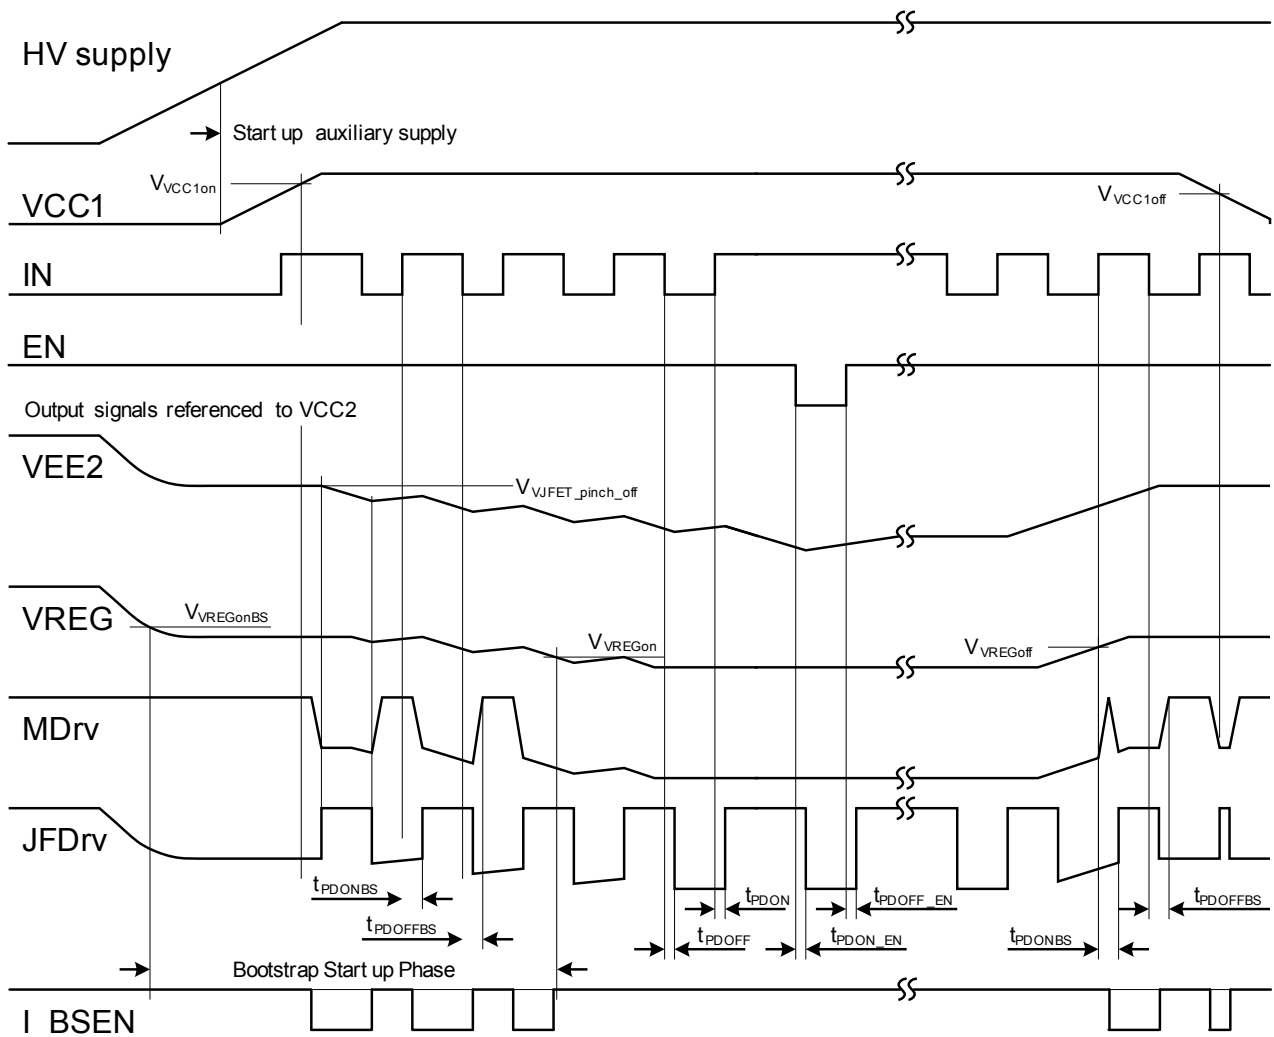 HV supply
Start up auxiliary supply
VVCC1on
VCC1
VVCC1off
IN
EN
Output signals referenced to VCC2
VEE2
VVJFET_pinch_off
VREG
VVREGonBS
VVREGon
VVREGoff
MDrv
JFDrv
tPDONBS
tPDON
tPDOFF_EN
tPDOFFBS
tPDOFFBS
tPDOFF
tPDON_EN
tPDONBS
Bootstrap Start up Phase
I_BSEN